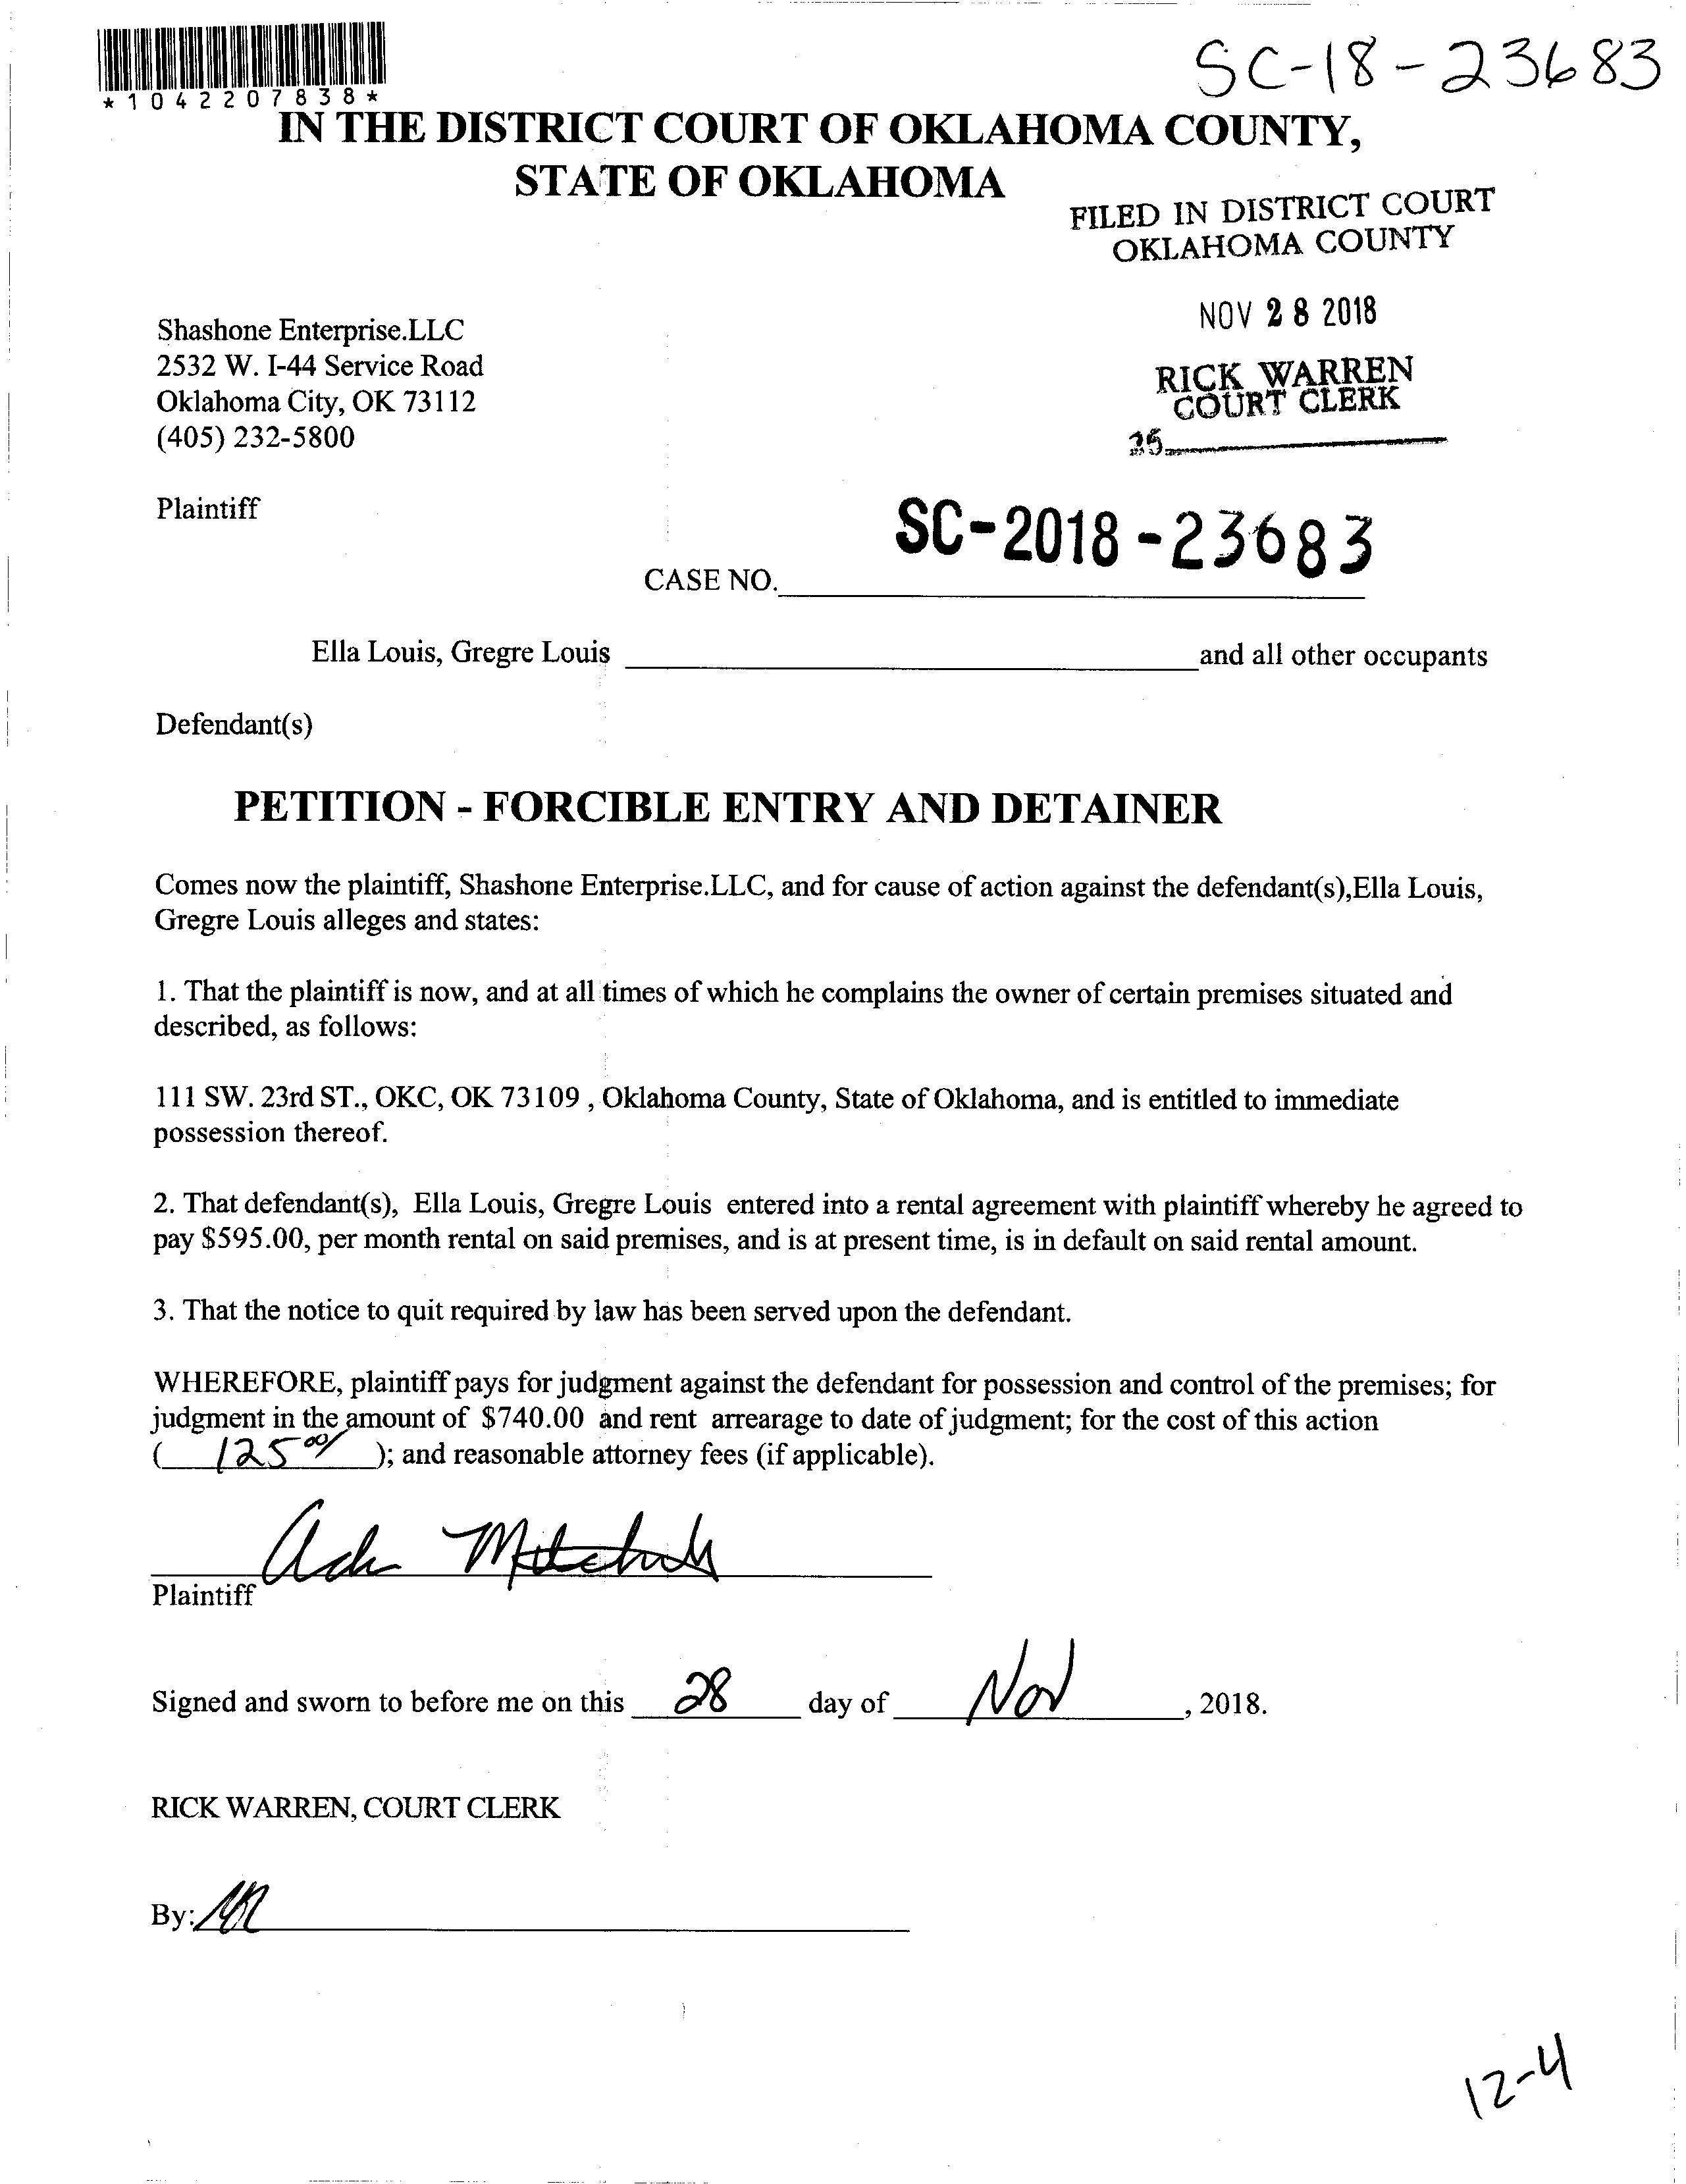 SC-18-23683
*1042207838*
IN THE DISTRICT COURT OF OKLAHOMA COUNTY,
STATE OF OKLAHOMA
FILED IN DISTRICT COURT
OKLAHOMA COUNTY
NOV 28 2018
RICK WARREN
COURT CLERK
35
Shashone Enterprise.LLC
2532 W. I-44 Service Road
Oklahoma City, OK 73112
(405) 232-5800
Plaintiff
SC-2018-23683
CASE NO.
Ella Louis, Gregre Louis and all other occupants
Defendant(s)
PETITION - FORCIBLE ENTRY AND DETAINER
Comes now the plaintiff, Shashone Enterprise.LLC, and for cause of action against the defendant(s),Ella Louis,
Gregre Louis alleges and states:
1. That the plaintiff is now, and at all times of which he complains the owner of certain premises situated and
described, as follows:
111 SW. 23rd ST., OKC, OK 73109 , Oklahoma County, State of Oklahoma, and is entitled to immediate
possession thereof.
2. That defendant(s), Ella Louis, Gregre Louis entered into a rental agreement with plaintiff whereby he agreed to
pay $595.00, per month rental on said premises, and is at present time, is in default on said rental amount.
3. That the notice to quit required by law has been served upon the defendant.
WHEREFORE, plaintiff pays for judgment against the defendant for possession and control of the premises; for
judgment in the amount of $740.00 and rent arrearage to date of judgment; for the cost of this action
( 125 00/ ); and reasonable attorney fees (if applicable).
Plaintiff
Signed and sworn to before me on this 28 day of Nov , 2018.
RICK WARREN, COURT CLERK
By:
12-4